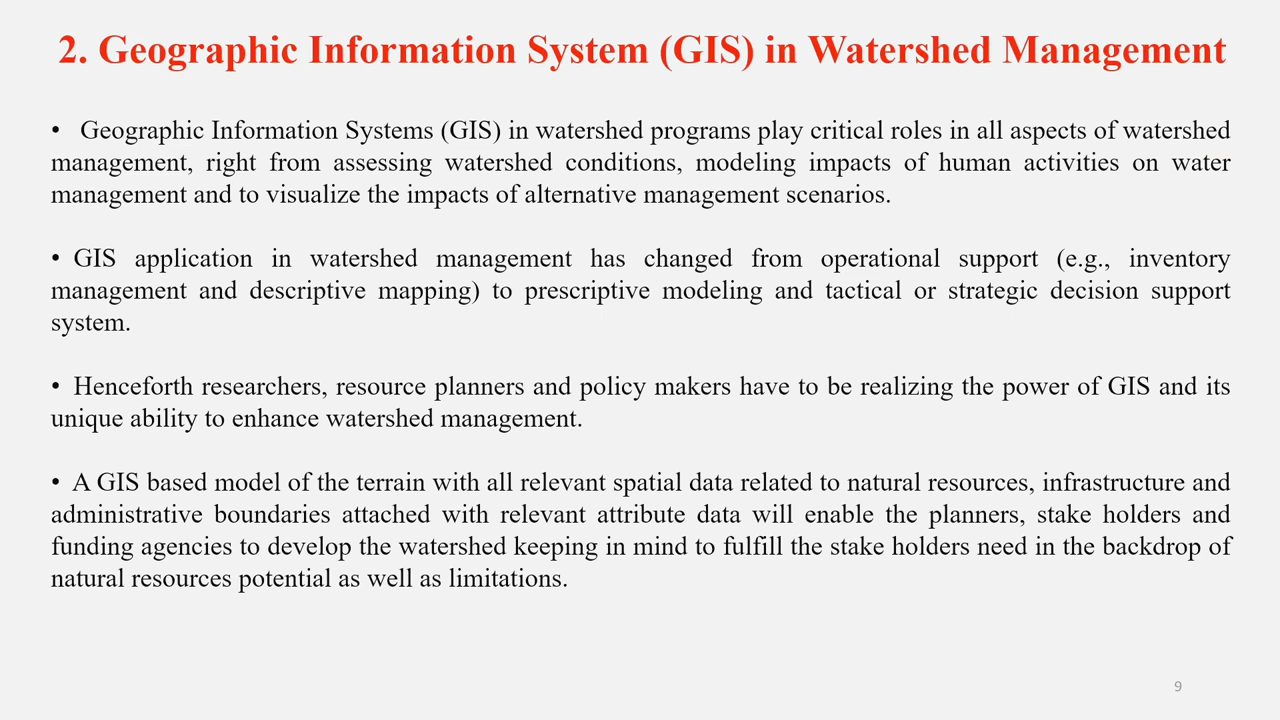 2. Geographic Information System (GIS) in Watershed Management
• Geographic Information Systems (GIS) in watershed programs play critical roles in all aspects of watershed
management, right from assessing watershed conditions, modeling impacts of human activities on water
management and to visualize the impacts of alternative management scenarios.
• GIS application in watershed management has changed from operational support (e.g., inventory
management and descriptive mapping) to prescriptive modeling and tactical or strategic decision support
system.
• Henceforth researchers, resource planners and policy makers have to be realizing the power of GIS and its
unique ability to enhance watershed management.
• A GIS based model of the terrain with all relevant spatial data related to natural resources, infrastructure and
administrative boundaries attached with relevant attribute data will enable the planners, stake holders and
funding agencies to develop the watershed keeping in mind to fulfill the stake holders need in the backdrop of
natural resources potential as well as limitations.
9